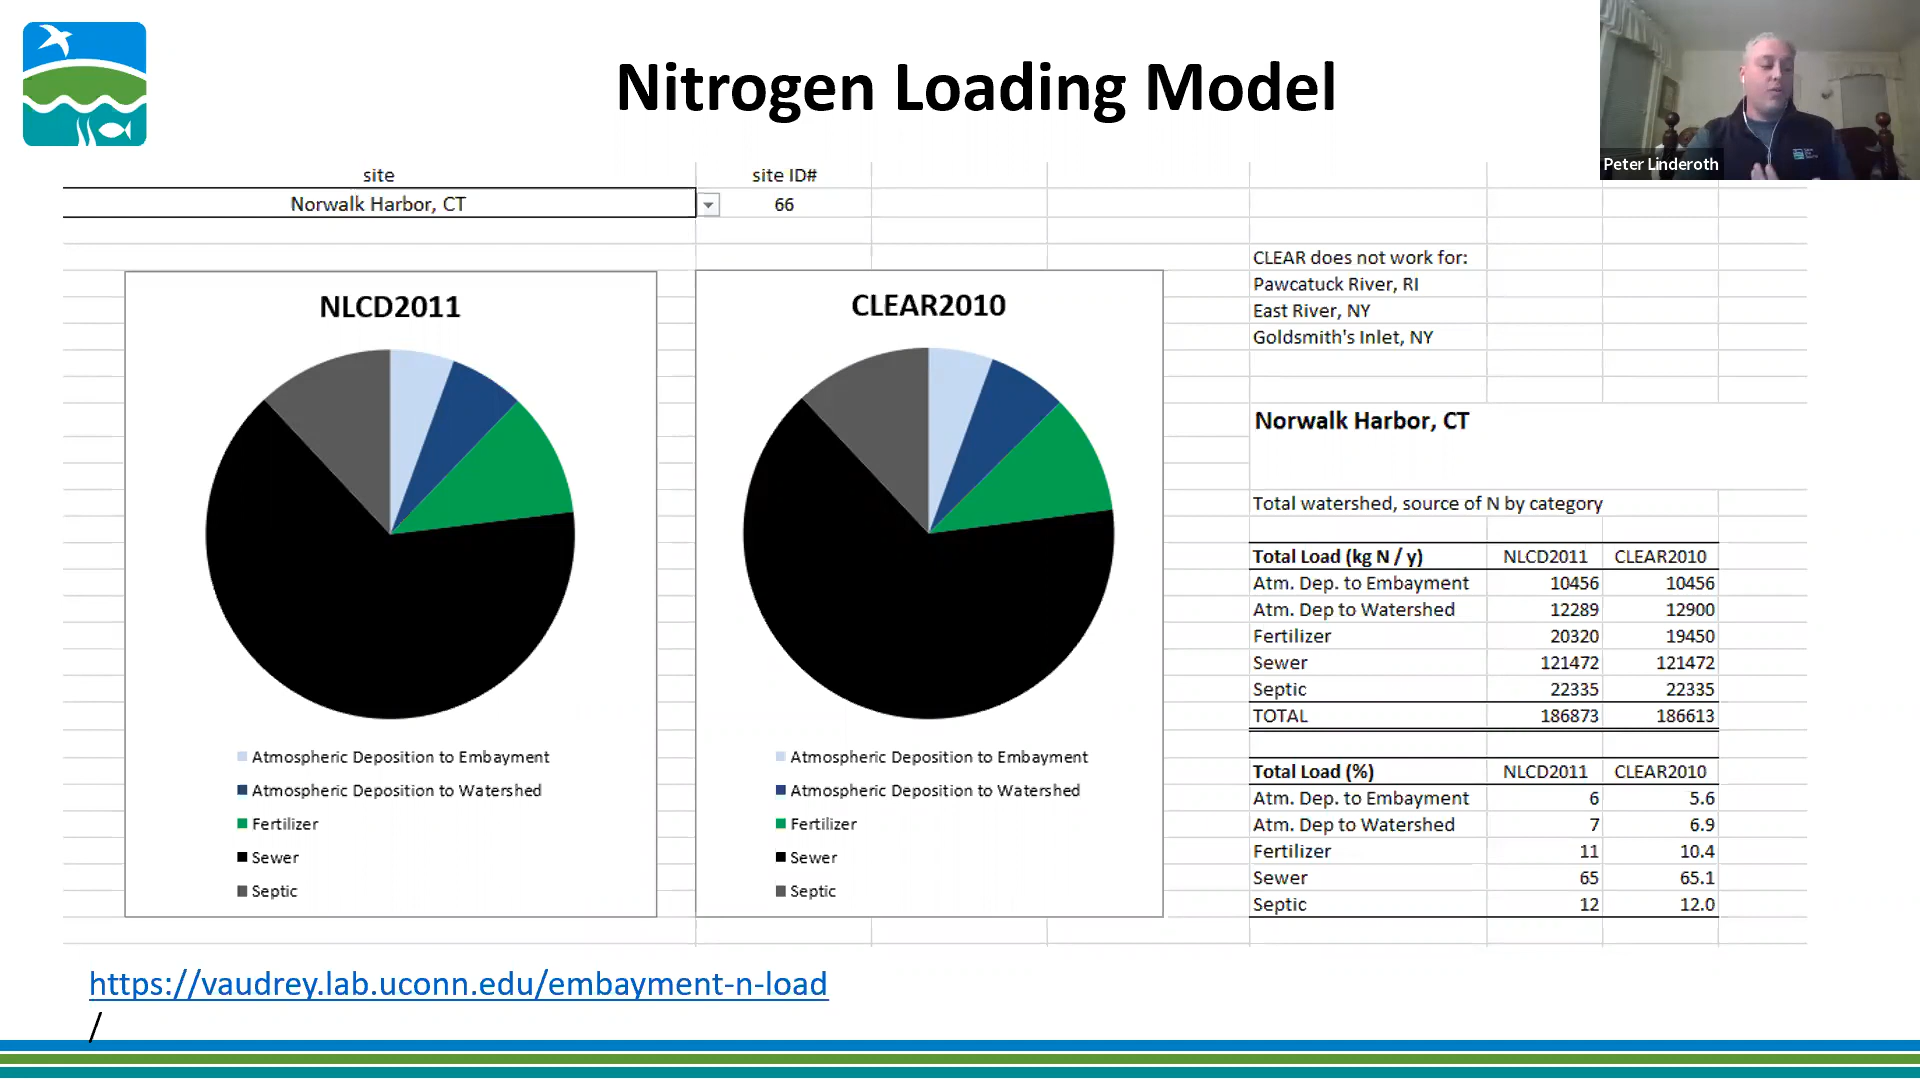 Nitrogen Loading Model
Peter Linderoth
site site ID#
Norwalk Harbor, CT 66
NLCD2011
Atmospheric Deposition to Embayment
Atmospheric Deposition to Watershed
Fertilizer
Sewer
Septic
CLEAR2010
Atmospheric Deposition to Embayment
Atmospheric Deposition to Watershed
Fertilizer
Sewer
Septic
CLEAR does not work for:
Pawcatuck River, RI
East River, NY
Goldsmith's Inlet, NY
Norwalk Harbor, CT
Total watershed, source of N by category
Total Load (kg N / y) NLCD2011 CLEAR2010
Atm. Dep. to Embayment 10456 10456
Atm. Dep to Watershed 12289 12900
Fertilizer 20320 19450
Sewer 121472 121472
Septic 22335 22335
TOTAL 186873 186613
Total Load (%) NLCD2011 CLEAR2010
Atm. Dep. to Embayment 6 5.6
Atm. Dep to Watershed 7 6.9
Fertilizer 11 10.4
Sewer 65 65.1
Septic 12 12.0
https://vaudrey.lab.uconn.edu/embayment-n-load
/